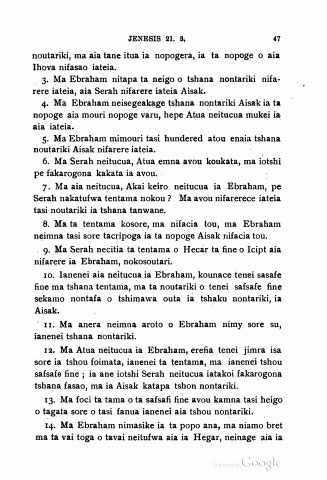 JENESIS 21. 3. 47
noutariki, ma aia tane itua ia nopogera, ia ta nopoge o aia
Ihova nifasao iateia.
3. Ma Ebraham nitapa ta neigo o tshana nontariki nifa-
rere iateia, aia Serah nifarere iateia Aisak.
4. Ma Ebraham neisegeakage tshana nontariki Aisak ia ta
nopoge aia mouri nopoge varu, hepe Atua neitucua mukei ia
aia iateia.
5. Ma Ebraham mimouri tasi hundered atou enaia tshana
noutariki Aisak nifarere iateia.
6. Ma Serah neitucua, Atua emna avou koukata, ma iotshi
pe fakarogona kakata ia avou.
7. Ma aia neitucua, Akai keiro neitucua ia Ebraham, pe
Serah nakatufwa tentama nokou? Ma avou nifarerece iateia
tasi noutariki ia tshana tanwane.
8. Ma ta tentama kosore, ma nifacia tou, ma Ebraham
neimna tasi sore tacripoga ia ta nopoge Aisak nifacia tou.
9. Ma Serah necitia ta tentama o Hecar ta fine o Icipt aia
nifarere ia Ebraham, nokosoutari.
10. Ianenei aia neitucua ia Ebraham, kounace tenei sasafe
fine ma tshana tentama, ma ta noutariki o tenei safsafe fine
sekamo nontafa o tshimawa outa ia tshaku nontariki, ia
Aisak.
11. Ma anera neimna aroto o Ebraham nimy sore su,
ianenei tshana nontariki.
12. Ma Atua neitucua ia Ebraham, erefia tenei jimra isa
sore ia tshou foimata, ianenei ta tentama, ma ianenei tshou
safsafe fine; ia ane iotshi Serah neitucua iatakoi fakarogona
tshana fasao, ma ia Aisak katapa tshon nontariki.
13. Ma foci ta tama o ta safsafi fine avou kamna tasi heigo
o tagata sore o tasi fanua ianenei aia tshou nontariki.
14. Ma Ebraham nimasike ia ta popo ana, ma niamo bret
ma ta vai toga o tavai neitufwa aia ia Hegar, neinage aia ia
Digitized by Google